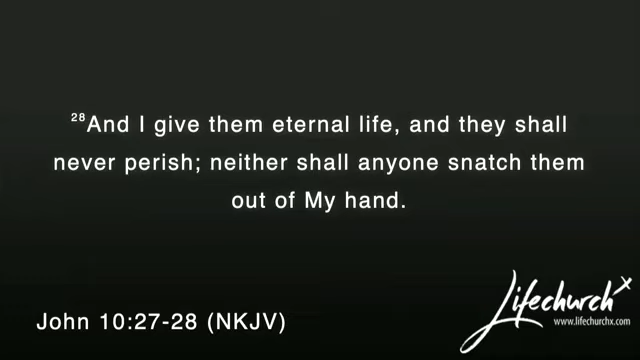 ²⁸And I give them eternal life, and they shall
never perish; neither shall anyone snatch them
out of My hand.
John 10:27-28 (NKJV)
Lifechurch x
www.lifechurchx.com